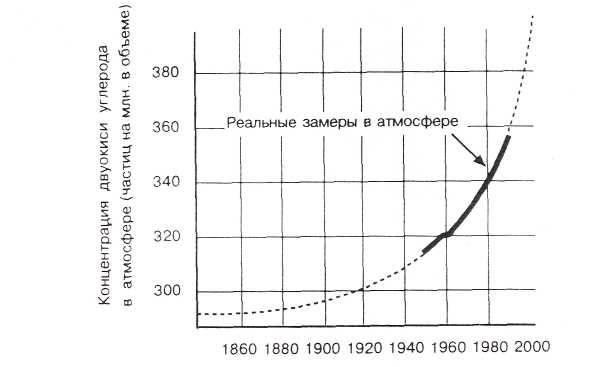 Концентрация двуокиси углерода
в атмосфере (частиц на млн. в объеме)
380
360
340
320
300
Реальные замеры в атмосфере
1860 1880 1900 1920 1940 1960 1980 2000